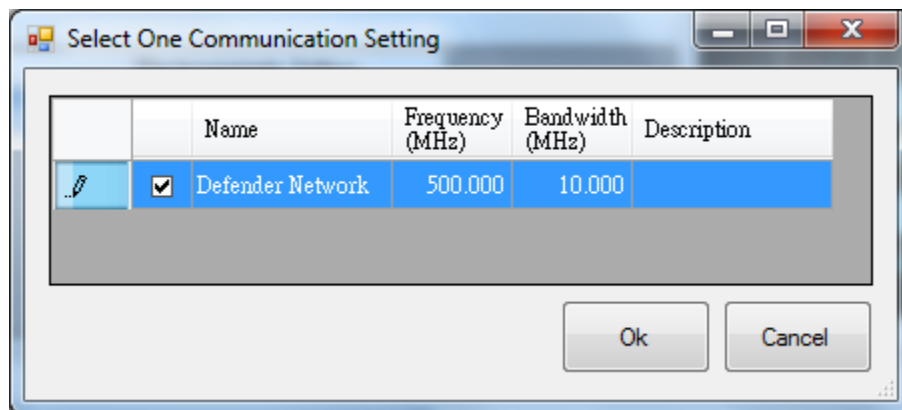 Select One Communication Setting
Name Frequency (MHz) Bandwidth (MHz) Description
Defender Network 500.000 10.000
Ok Cancel